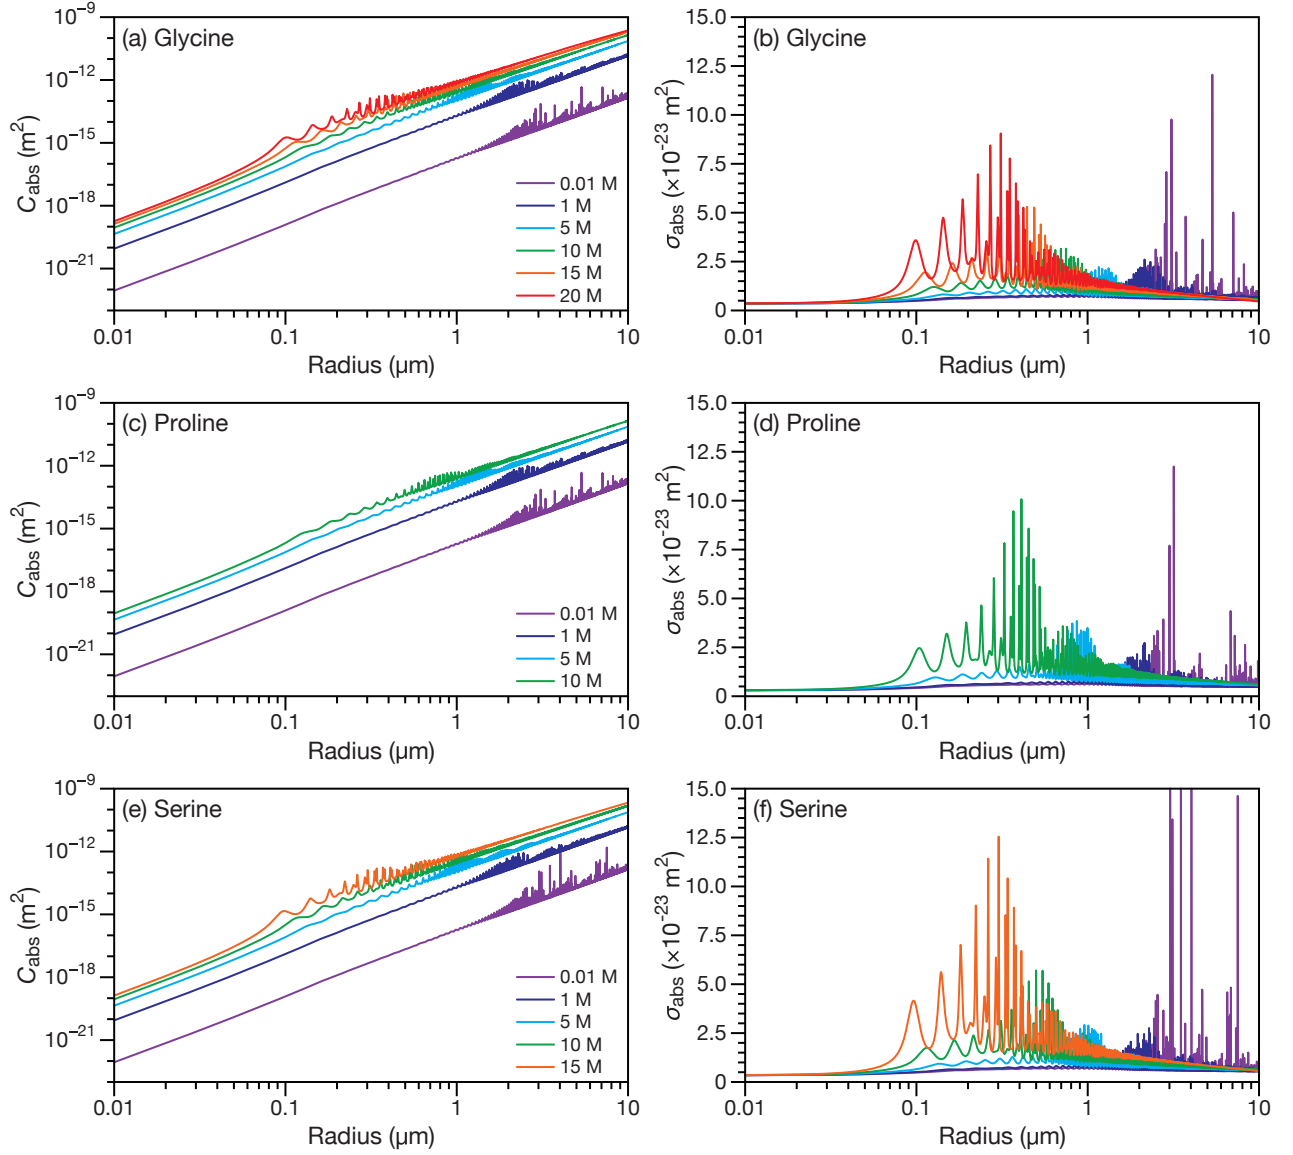 (a) Glycine
10⁻⁹
10⁻¹²
10⁻¹⁵
10⁻¹⁸
10⁻²¹
C_abs (m²)
0.01 M
1 M
5 M
10 M
15 M
20 M
0.01 0.1 1 10
Radius (µm)
(b) Glycine
15.0
12.5
10.0
7.5
5.0
2.5
0
σ_abs (×10⁻²³ m²)
0.01 0.1 1 10
Radius (µm)
(c) Proline
10⁻⁹
10⁻¹²
10⁻¹⁵
10⁻¹⁸
10⁻²¹
C_abs (m²)
0.01 M
1 M
5 M
10 M
0.01 0.1 1 10
Radius (µm)
(d) Proline
15.0
12.5
10.0
7.5
5.0
2.5
0
σ_abs (×10⁻²³ m²)
0.01 0.1 1 10
Radius (µm)
(e) Serine
10⁻⁹
10⁻¹²
10⁻¹⁵
10⁻¹⁸
10⁻²¹
C_abs (m²)
0.01 M
1 M
5 M
10 M
15 M
0.01 0.1 1 10
Radius (µm)
(f) Serine
15.0
12.5
10.0
7.5
5.0
2.5
0
σ_abs (×10⁻²³ m²)
0.01 0.1 1 10
Radius (µm)